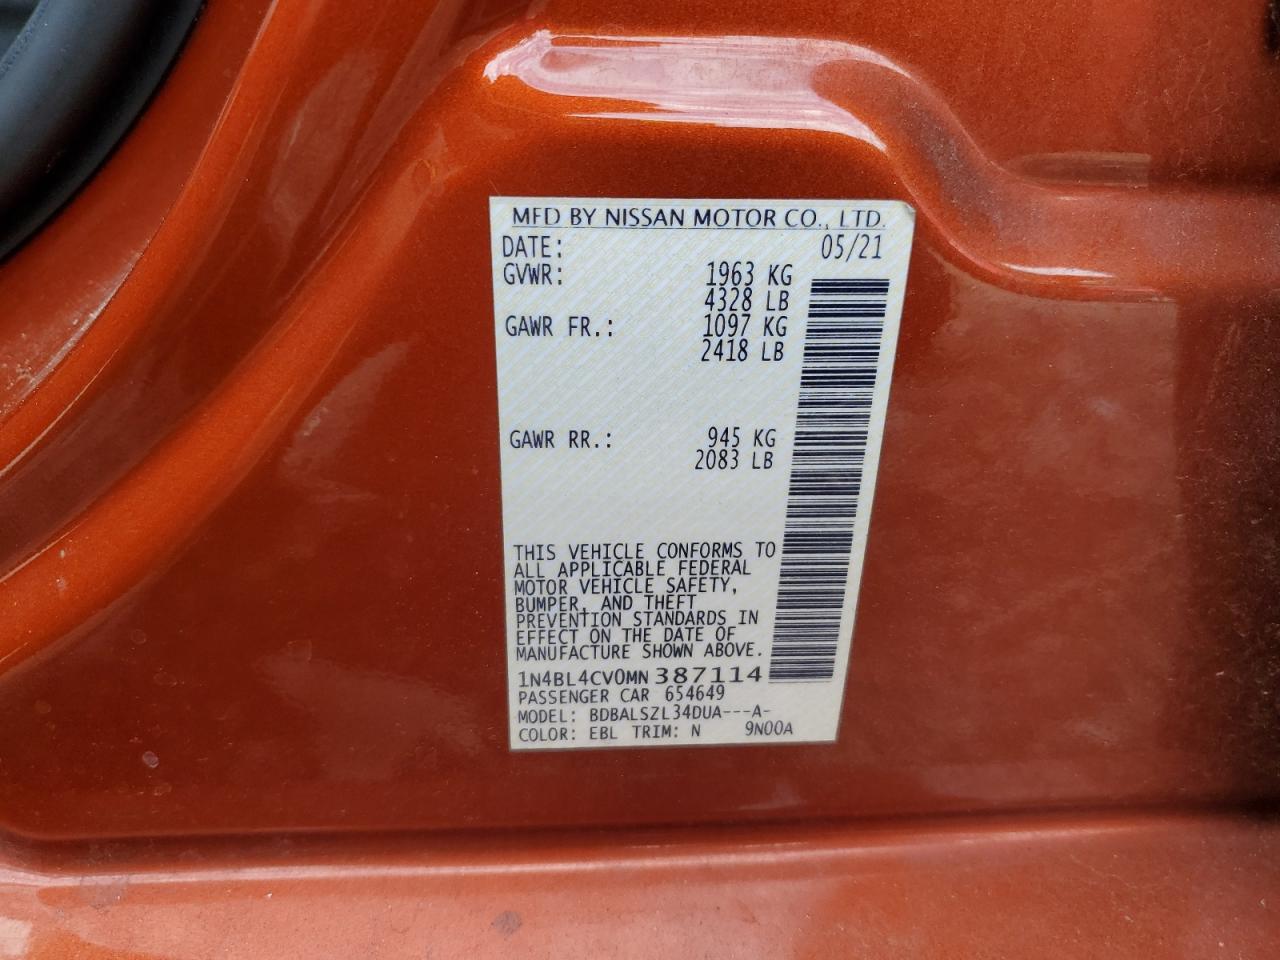 MFD BY NISSAN MOTOR CO., LTD.
DATE: 05/21
GVWR: 1963 KG
4328 LB
GAWR FR.: 1097 KG
2418 LB
GAWR RR.: 945 KG
2083 LB
THIS VEHICLE CONFORMS TO
ALL APPLICABLE FEDERAL
MOTOR VEHICLE SAFETY,
BUMPER, AND THEFT
PREVENTION STANDARDS IN
EFFECT ON THE DATE OF
MANUFACTURE SHOWN ABOVE.
1N4BL4CV0MN387114
PASSENGER CAR 654649
MODEL: BDBALSZL34DUA---A-
COLOR: EBL TRIM: N 9N00A